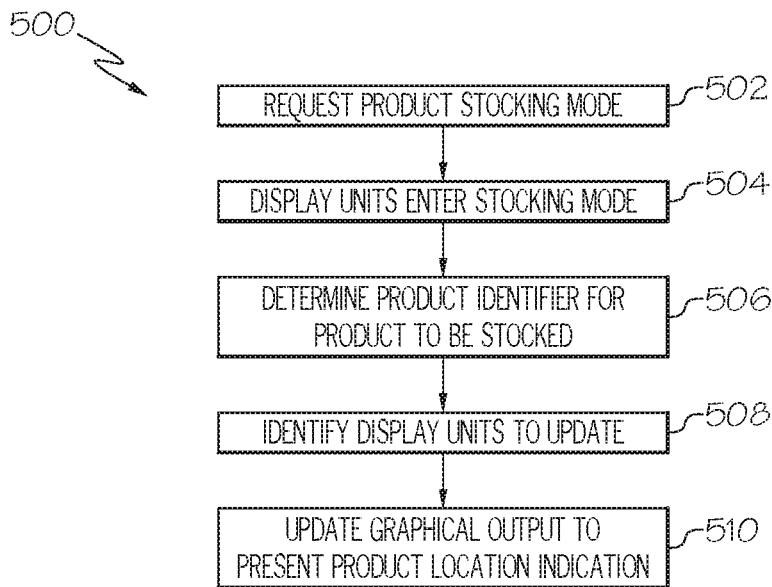 500
REQUEST PRODUCT STOCKING MODE
502
DISPLAY UNITS ENTER STOCKING MODE
504
DETERMINE PRODUCT IDENTIFIER FOR
PRODUCT TO BE STOCKED
506
IDENTIFY DISPLAY UNITS TO UPDATE
508
UPDATE GRAPHICAL OUTPUT TO
PRESENT PRODUCT LOCATION INDICATION
510